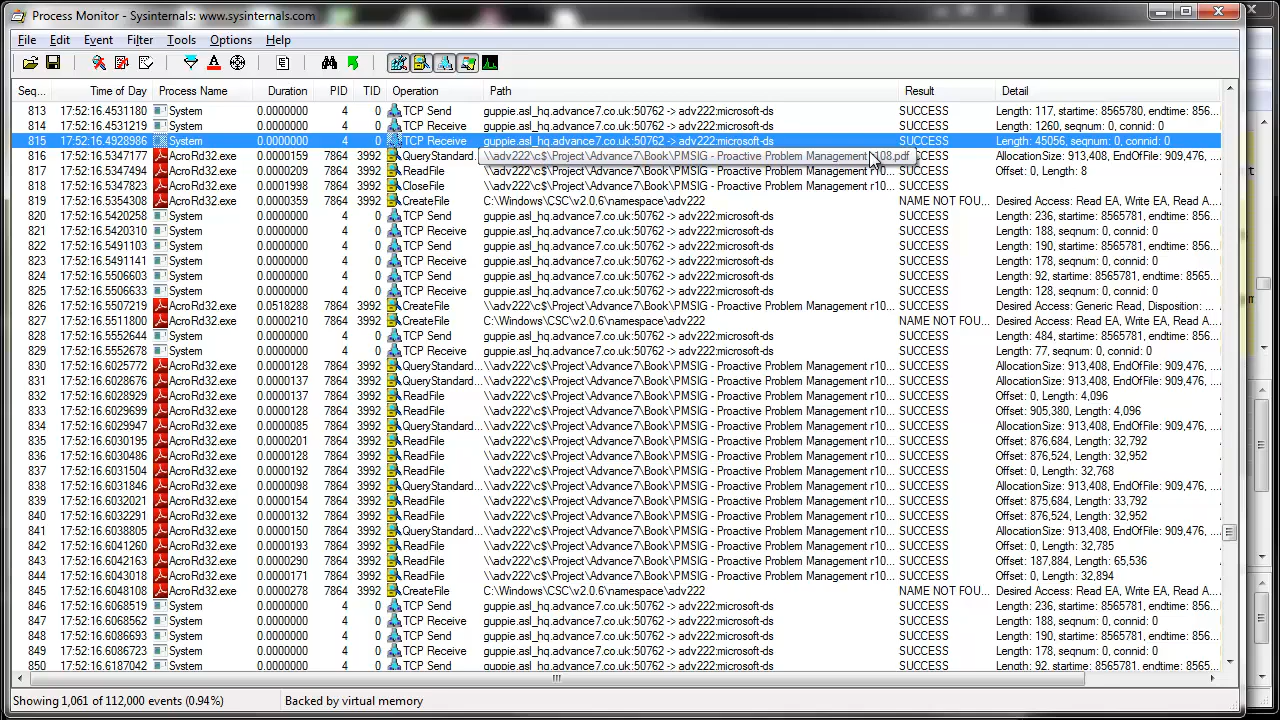 Process Monitor - Sysinternals: www.sysinternals.com
File Edit Event Filter Tools Options Help
Seq... Time of Day Process Name Duration PID TID Operation Path Result Detail
813 17:52:16.4531180 System 0.0000000 4 0 TCP Send guppie.asl_hq.advance7.co.uk:50762 -> adv222:microsoft-ds SUCCESS Length: 117, startime: 8565780, endtime: 856...
814 17:52:16.4531219 System 0.0000000 4 0 TCP Receive guppie.asl_hq.advance7.co.uk:50762 -> adv222:microsoft-ds SUCCESS Length: 1260, seqnum: 0, connid: 0
815 17:52:16.4928986 System 0.0000000 4 0 TCP Receive guppie.asl_hq.advance7.co.uk:50762 -> adv222:microsoft-ds SUCCESS Length: 45056, seqnum: 0, connid: 0
816 17:52:16.5347177 AcroRd32.exe 0.0000159 7864 3992 QueryStandard... \\adv222\c$\Project\Advance7\Book\PMSIG - Proactive Problem Management r108.pdf SUCCESS AllocationSize: 913,408, EndOfFile: 909,476, ...
817 17:52:16.5347209 AcroRd32.exe 0.0000137 7864 3992 ReadFile \\adv222\c$\Project\Advance7\Book\PMSIG - Proactive Problem Management r10... SUCCESS Offset: 0, Length: 8
818 17:52:16.5347823 AcroRd32.exe 0.0001998 7864 3992 CloseFile \\adv222\c$\Project\Advance7\Book\PMSIG - Proactive Problem Management r10... SUCCESS
819 17:52:16.5354308 AcroRd32.exe 0.0000359 7864 3992 CreateFile C:\Windows\CSC\v2.0.6\namespace\adv222 NAME NOT FOU... Desired Access: Read EA, Write EA, Read A...
820 17:52:16.5420258 System 0.0000000 4 0 TCP Send guppie.asl_hq.advance7.co.uk:50762 -> adv222:microsoft-ds SUCCESS Length: 236, startime: 8565781, endtime: 856...
821 17:52:16.5420310 System 0.0000000 4 0 TCP Receive guppie.asl_hq.advance7.co.uk:50762 -> adv222:microsoft-ds SUCCESS Length: 188, seqnum: 0, connid: 0
822 17:52:16.5491103 System 0.0000000 4 0 TCP Send guppie.asl_hq.advance7.co.uk:50762 -> adv222:microsoft-ds SUCCESS Length: 190, startime: 8565781, endtime: 856...
823 17:52:16.5491141 System 0.0000000 4 0 TCP Receive guppie.asl_hq.advance7.co.uk:50762 -> adv222:microsoft-ds SUCCESS Length: 178, seqnum: 0, connid: 0
824 17:52:16.5506603 System 0.0000000 4 0 TCP Send guppie.asl_hq.advance7.co.uk:50762 -> adv222:microsoft-ds SUCCESS Length: 92, startime: 8565781, endtime: 8565...
825 17:52:16.5506633 System 0.0000000 4 0 TCP Receive guppie.asl_hq.advance7.co.uk:50762 -> adv222:microsoft-ds SUCCESS Length: 128, seqnum: 0, connid: 0
826 17:52:16.5507219 AcroRd32.exe 0.0518288 7864 3992 CreateFile \\adv222\c$\Project\Advance7\Book\PMSIG - Proactive Problem Management r10... SUCCESS Desired Access: Generic Read, Disposition: ...
827 17:52:16.5511800 AcroRd32.exe 0.0000210 7864 3992 CreateFile C:\Windows\CSC\v2.0.6\namespace\adv222 NAME NOT FOU... Desired Access: Read EA, Write EA, Read A...
828 17:52:16.5552644 System 0.0000000 4 0 TCP Send guppie.asl_hq.advance7.co.uk:50762 -> adv222:microsoft-ds SUCCESS Length: 484, startime: 8565781, endtime: 856...
829 17:52:16.5552678 System 0.0000000 4 0 TCP Receive guppie.asl_hq.advance7.co.uk:50762 -> adv222:microsoft-ds SUCCESS Length: 77, seqnum: 0, connid: 0
830 17:52:16.6025772 AcroRd32.exe 0.0000128 7864 3992 QueryStandard... \\adv222\c$\Project\Advance7\Book\PMSIG - Proactive Problem Management r10... SUCCESS AllocationSize: 913,408, EndOfFile: 909,476, ...
831 17:52:16.6028676 AcroRd32.exe 0.0000137 7864 3992 QueryStandard... \\adv222\c$\Project\Advance7\Book\PMSIG - Proactive Problem Management r10... SUCCESS AllocationSize: 913,408, EndOfFile: 909,476, ...
832 17:52:16.6028929 AcroRd32.exe 0.0000195 7864 3992 ReadFile \\adv222\c$\Project\Advance7\Book\PMSIG - Proactive Problem Management r10... SUCCESS Offset: 0, Length: 4,096
833 17:52:16.6029699 AcroRd32.exe 0.0000128 7864 3992 ReadFile \\adv222\c$\Project\Advance7\Book\PMSIG - Proactive Problem Management r10... SUCCESS Offset: 905,380, Length: 4,096
834 17:52:16.6029947 AcroRd32.exe 0.0000085 7864 3992 QueryStandard... \\adv222\c$\Project\Advance7\Book\PMSIG - Proactive Problem Management r10... SUCCESS AllocationSize: 913,408, EndOfFile: 909,476, ...
835 17:52:16.6030195 AcroRd32.exe 0.0000201 7864 3992 ReadFile \\adv222\c$\Project\Advance7\Book\PMSIG - Proactive Problem Management r10... SUCCESS Offset: 876,684, Length: 32,792
836 17:52:16.6030486 AcroRd32.exe 0.0000158 7864 3992 ReadFile \\adv222\c$\Project\Advance7\Book\PMSIG - Proactive Problem Management r10... SUCCESS Offset: 876,524, Length: 32,952
837 17:52:16.6031504 AcroRd32.exe 0.0000192 7864 3992 ReadFile \\adv222\c$\Project\Advance7\Book\PMSIG - Proactive Problem Management r10... SUCCESS Offset: 0, Length: 32,768
838 17:52:16.6031846 AcroRd32.exe 0.0000098 7864 3992 QueryStandard... \\adv222\c$\Project\Advance7\Book\PMSIG - Proactive Problem Management r10... SUCCESS AllocationSize: 913,408, EndOfFile: 909,476, ...
839 17:52:16.6032021 AcroRd32.exe 0.0000154 7864 3992 ReadFile \\adv222\c$\Project\Advance7\Book\PMSIG - Proactive Problem Management r10... SUCCESS Offset: 875,684, Length: 33,792
840 17:52:16.6032291 AcroRd32.exe 0.0000132 7864 3992 ReadFile \\adv222\c$\Project\Advance7\Book\PMSIG - Proactive Problem Management r10... SUCCESS Offset: 876,524, Length: 32,952
841 17:52:16.6038805 AcroRd32.exe 0.0000150 7864 3992 QueryStandard... \\adv222\c$\Project\Advance7\Book\PMSIG - Proactive Problem Management r10... SUCCESS AllocationSize: 913,408, EndOfFile: 909,476, ...
842 17:52:16.6041260 AcroRd32.exe 0.0000193 7864 3992 ReadFile \\adv222\c$\Project\Advance7\Book\PMSIG - Proactive Problem Management r10... SUCCESS Offset: 0, Length: 32,785
843 17:52:16.6042163 AcroRd32.exe 0.0000290 7864 3992 ReadFile \\adv222\c$\Project\Advance7\Book\PMSIG - Proactive Problem Management r10... SUCCESS Offset: 187,884, Length: 65,536
844 17:52:16.6043018 AcroRd32.exe 0.0000171 7864 3992 ReadFile \\adv222\c$\Project\Advance7\Book\PMSIG - Proactive Problem Management r10... SUCCESS Offset: 0, Length: 32,894
845 17:52:16.6048108 AcroRd32.exe 0.0000278 7864 3992 CreateFile C:\Windows\CSC\v2.0.6\namespace\adv222 NAME NOT FOU... Desired Access: Read EA, Write EA, Read A...
846 17:52:16.6068519 System 0.0000000 4 0 TCP Send guppie.asl_hq.advance7.co.uk:50762 -> adv222:microsoft-ds SUCCESS Length: 236, startime: 8565781, endtime: 856...
847 17:52:16.6068562 System 0.0000000 4 0 TCP Receive guppie.asl_hq.advance7.co.uk:50762 -> adv222:microsoft-ds SUCCESS Length: 188, seqnum: 0, connid: 0
848 17:52:16.6086693 System 0.0000000 4 0 TCP Send guppie.asl_hq.advance7.co.uk:50762 -> adv222:microsoft-ds SUCCESS Length: 190, startime: 8565781, endtime: 856...
849 17:52:16.6086723 System 0.0000000 4 0 TCP Receive guppie.asl_hq.advance7.co.uk:50762 -> adv222:microsoft-ds SUCCESS Length: 178, seqnum: 0, connid: 0
850 17:52:16.6187042 System 0.0000000 4 0 TCP Send guppie.asl_hq.advance7.co.uk:50762 -> adv222:microsoft-ds SUCCESS Length: 92, startime: 8565781, endtime: 8565...
Showing 1,061 of 112,000 events (0.94%) Backed by virtual memory